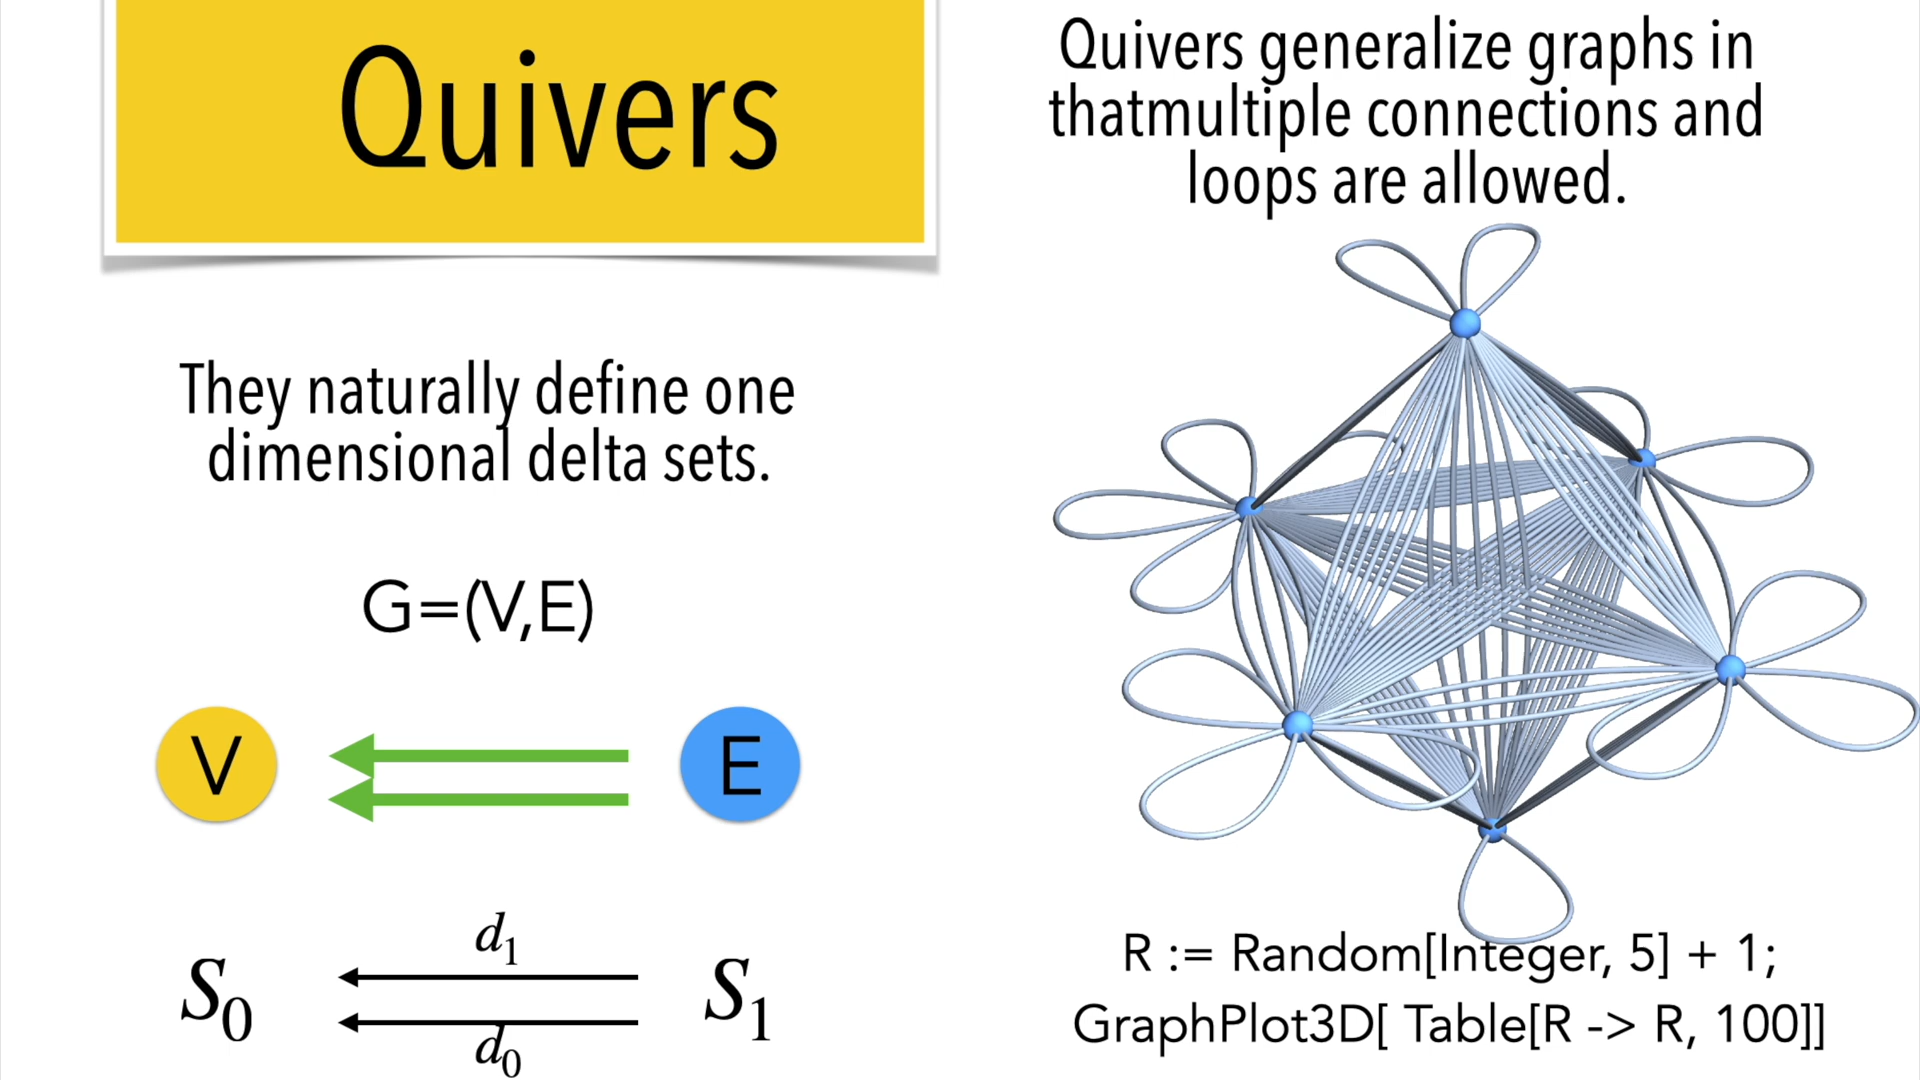 Quivers
They naturally define one
dimensional delta sets.
G=(V,E)
V
E
d₁
S₀
S₁
d₀
Quivers generalize graphs in
thatmultiple connections and
loops are allowed.
R := Random[Integer, 5] + 1;
GraphPlot3D[ Table[R -> R, 100]]